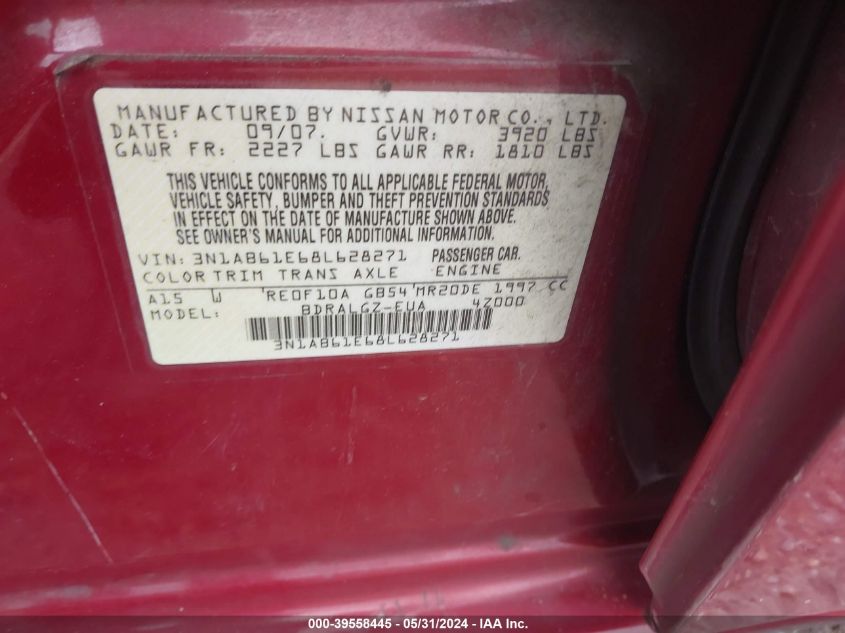 MANUFACTURED BY NISSAN MOTOR CO., LTD.
DATE: 09/07. GVWR: 3920 LBS
GAWR FR: 2227 LBS GAWR RR: 1810 LBS
THIS VEHICLE CONFORMS TO ALL APPLICABLE FEDERAL MOTOR
VEHICLE SAFETY, BUMPER AND THEFT PREVENTION STANDARDS
IN EFFECT ON THE DATE OF MANUFACTURE SHOWN ABOVE.
SEE OWNER'S MANUAL FOR ADDITIONAL INFORMATION.
VIN: 3N1AB61E68L628271 PASSENGER CAR.
COLOR TRIM TRANS AXLE ENGINE
A15 W RE0F10A GB54 MR20DE 1997 CC
MODEL: BDRALGZ-EUA 4Z000
3N1AB61E68L628271
000-39558445 - 05/31/2024 - COPYRIGHT IAA, INC.